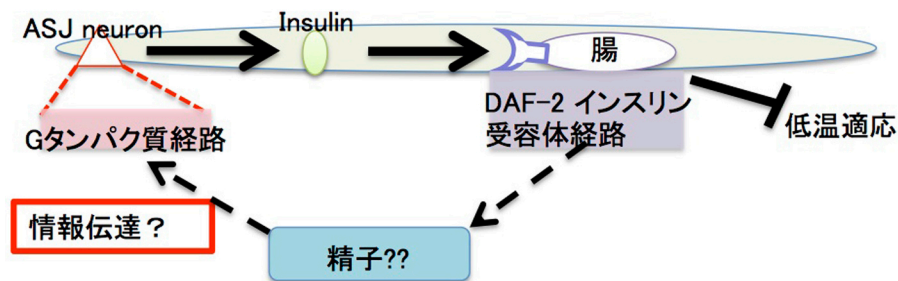 ASJ neuron
Insulin
腸
Gタンパク質経路
DAF-2 インスリン
受容体経路
低温適応
情報伝達？
精子??